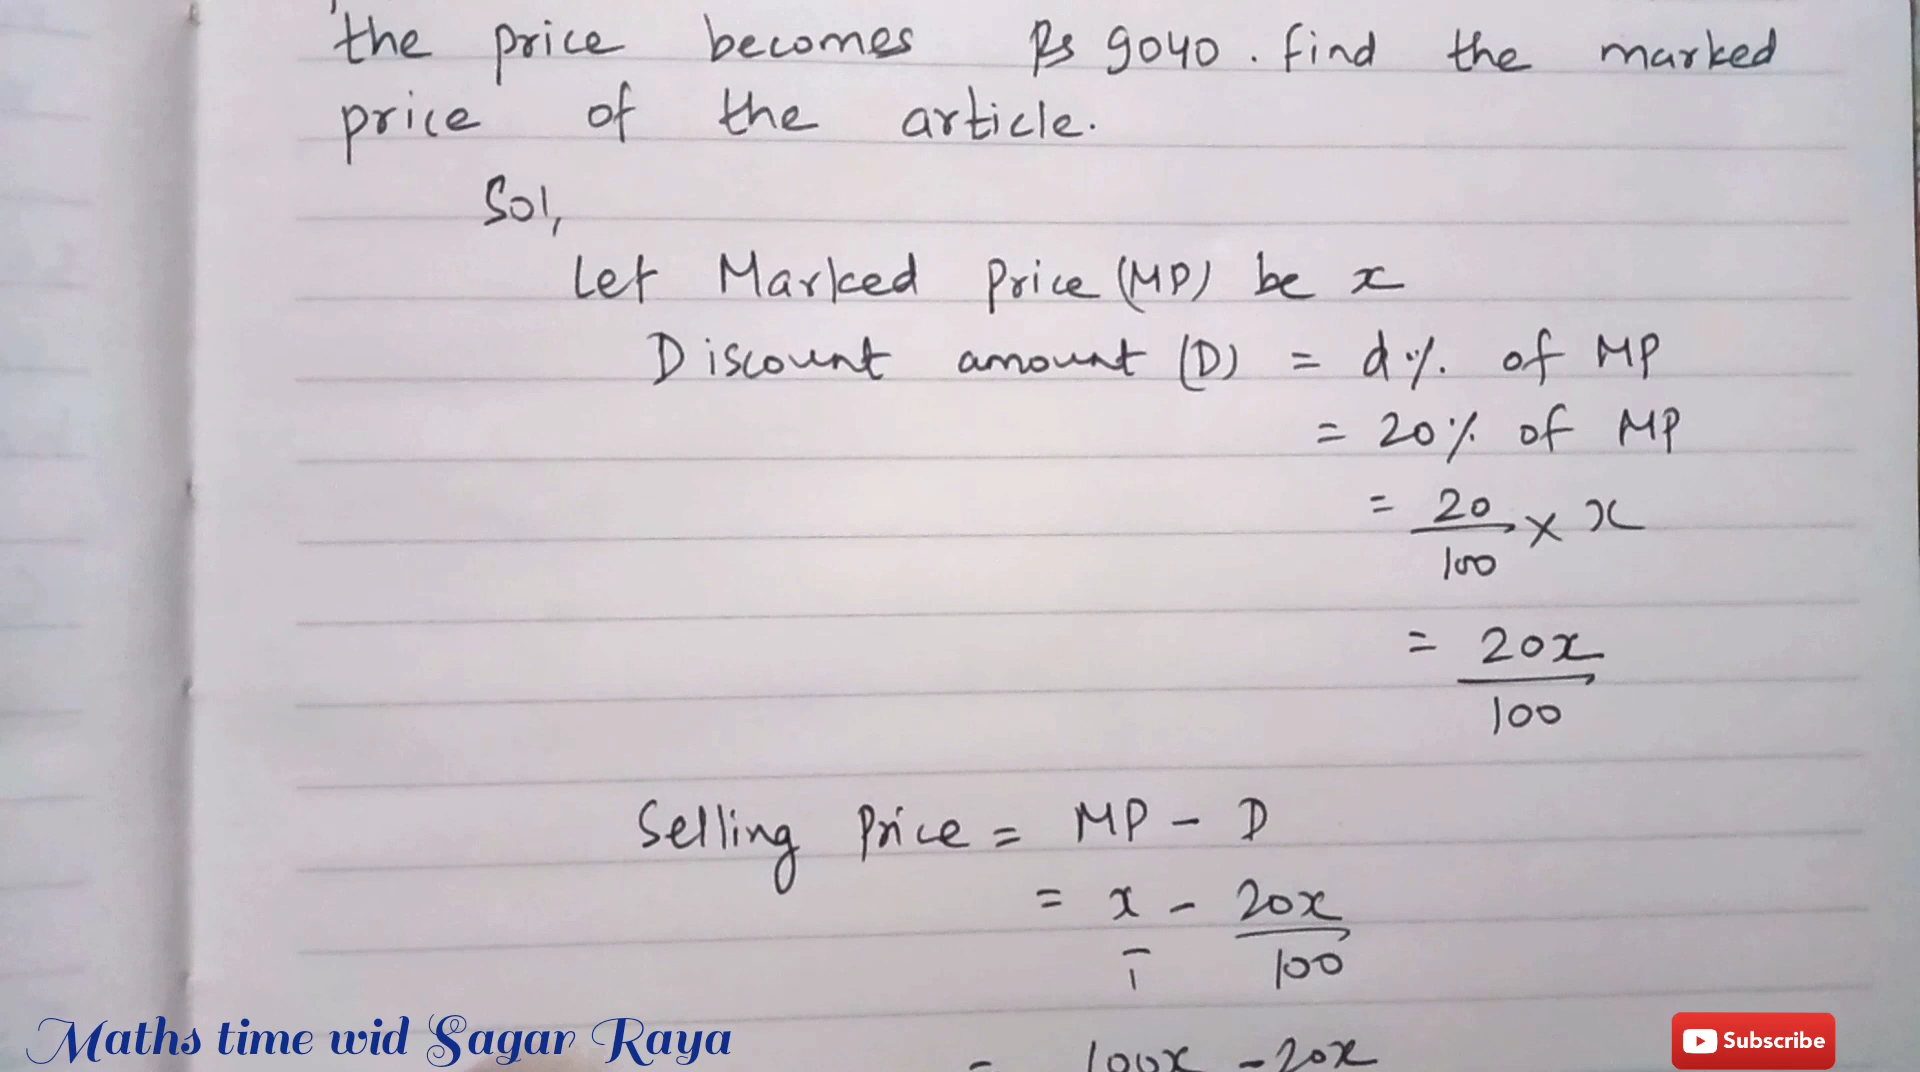 the price becomes Rs 9040. find the marked
price of the article.
Sol,
Let Marked Price (MP) be x
Discount amount (D) = d% of MP
= 20% of MP
= 20/100 × x
= 20x/100
Selling Price = MP - D
= x/1 - 20x/100
= 100x - 20x
Maths time wid Sagar Raya
Subscribe